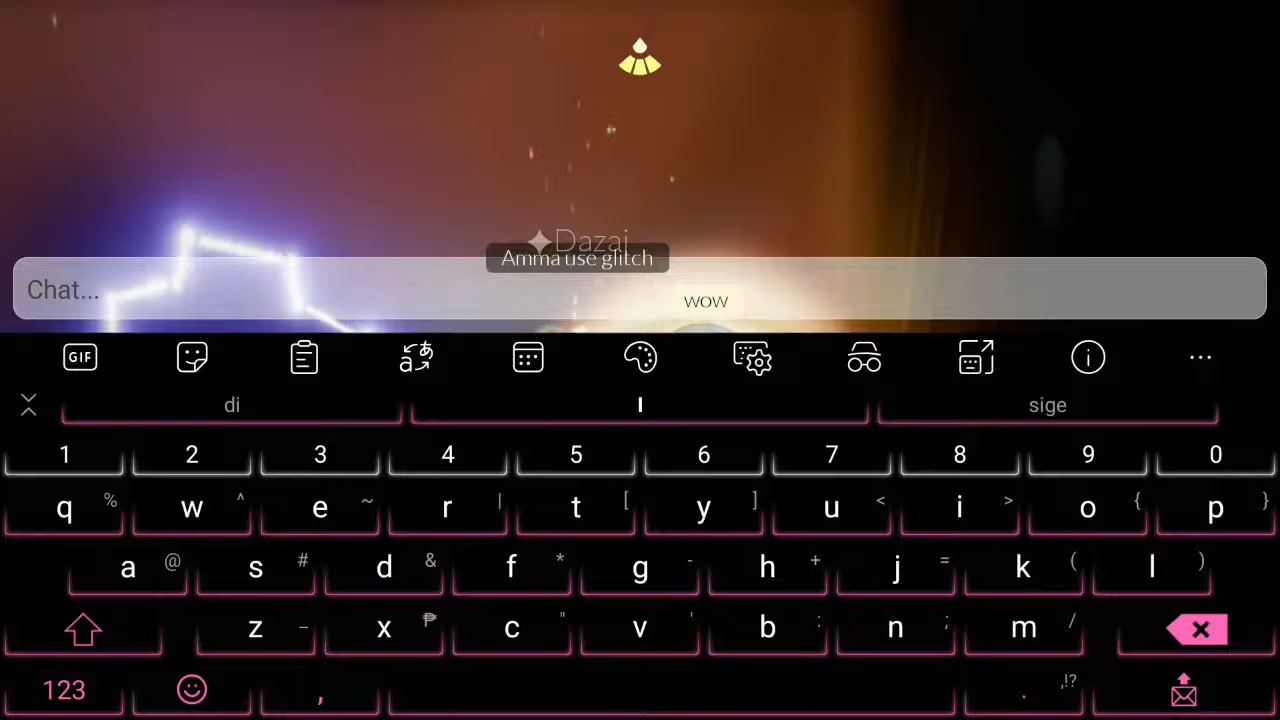 Dazai
Amma use glitch
Chat...
wow
GIF
di
I
sige
1 2 3 4 5 6 7 8 9 0
q % w ^ e ~ r | t [ y ] u < i > o { p }
a @ s # d & f * g - h + j = k ( l )
z _ x ₱ c " v ' b : n ; m /
123 , . ,!?